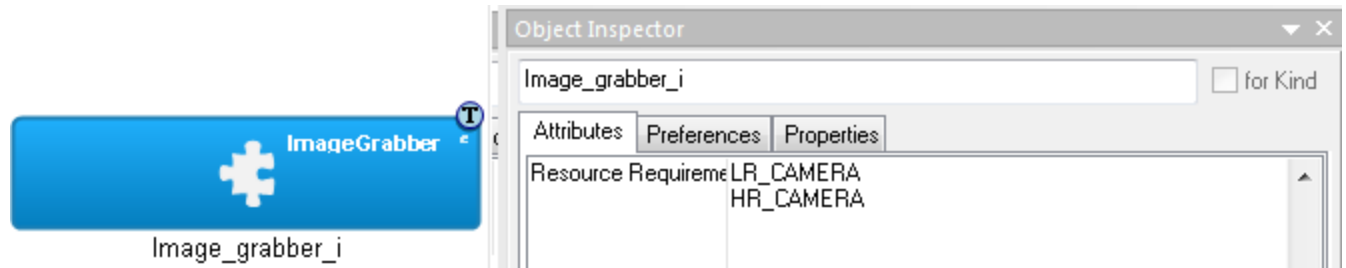 ImageGrabber
T
Image_grabber_i
Object Inspector
Image_grabber_i
for Kind
Attributes Preferences Properties
Resource Requireme LR_CAMERA
HR_CAMERA